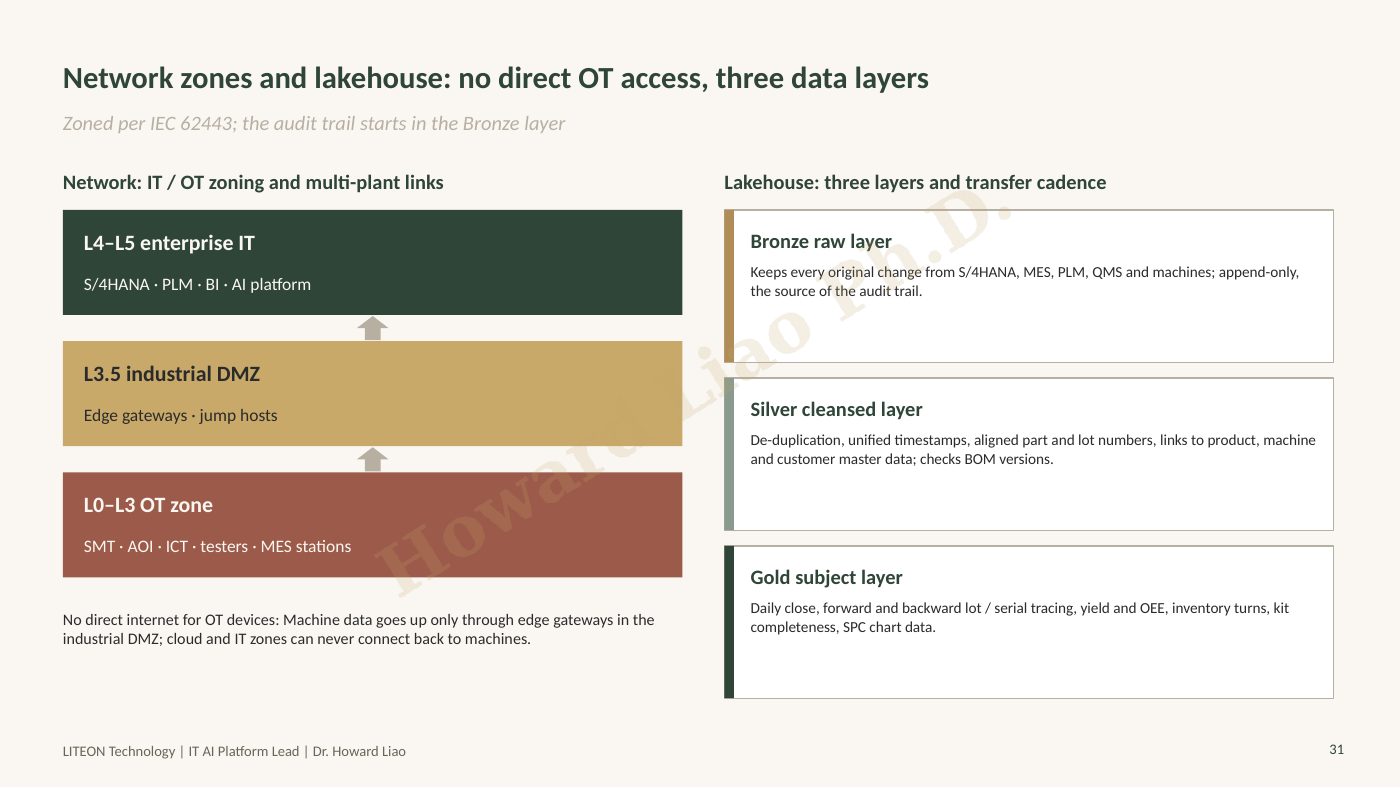 Network zones and lakehouse: no direct OT access, three data layers
Zoned per IEC 62443; the audit trail starts in the Bronze layer
Network: IT / OT zoning and multi-plant links
L4–L5 enterprise IT
S/4HANA · PLM · BI · AI platform
L3.5 industrial DMZ
Edge gateways · jump hosts
L0–L3 OT zone
SMT · AOI · ICT · testers · MES stations
No direct internet for OT devices: Machine data goes up only through edge gateways in the
industrial DMZ; cloud and IT zones can never connect back to machines.
Lakehouse: three layers and transfer cadence
Bronze raw layer
Keeps every original change from S/4HANA, MES, PLM, QMS and machines; append-only,
the source of the audit trail.
Silver cleansed layer
De-duplication, unified timestamps, aligned part and lot numbers, links to product, machine
and customer master data; checks BOM versions.
Gold subject layer
Daily close, forward and backward lot / serial tracing, yield and OEE, inventory turns, kit
completeness, SPC chart data.
Howard Liao Ph.D.
LITEON Technology | IT AI Platform Lead | Dr. Howard Liao
31